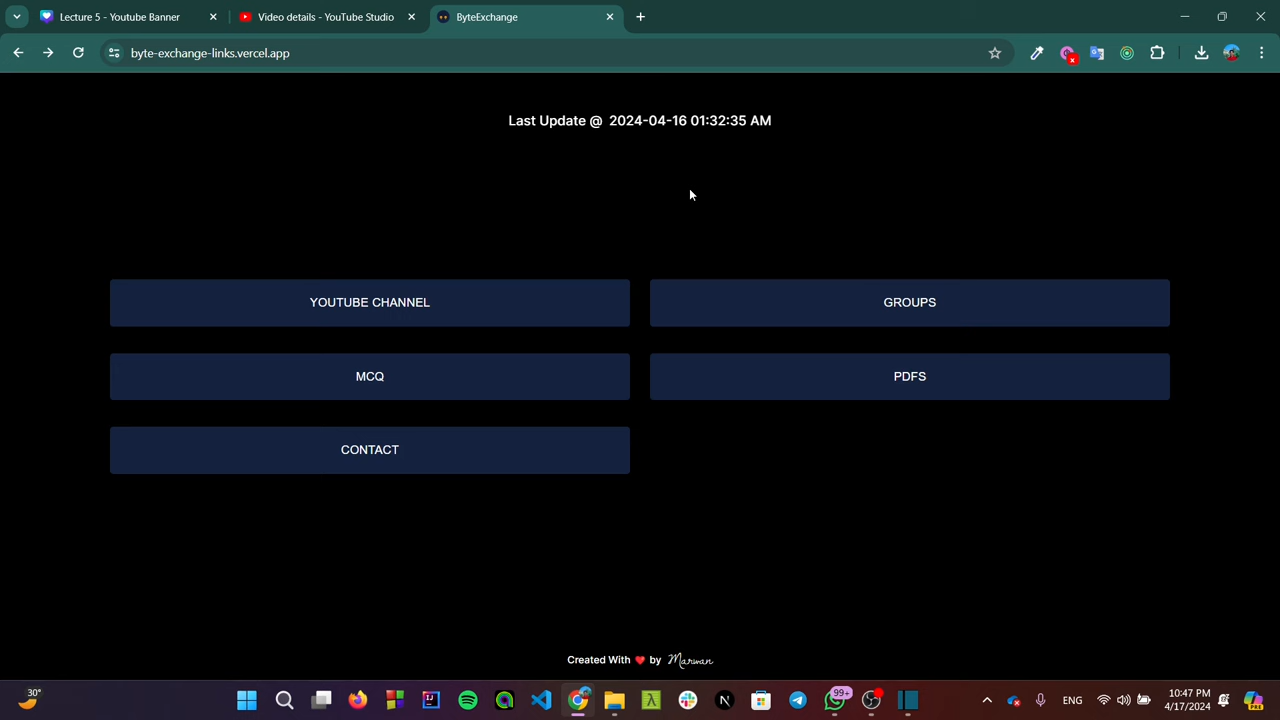 Lecture 5 - Youtube Banner
Video details - YouTube Studio
ByteExchange
byte-exchange-links.vercel.app
Last Update @ 2024-04-16 01:32:35 AM
YOUTUBE CHANNEL
GROUPS
MCQ
PDFS
CONTACT
Created With ❤ by Marwan
30°
99+
ENG
10:47 PM
4/17/2024